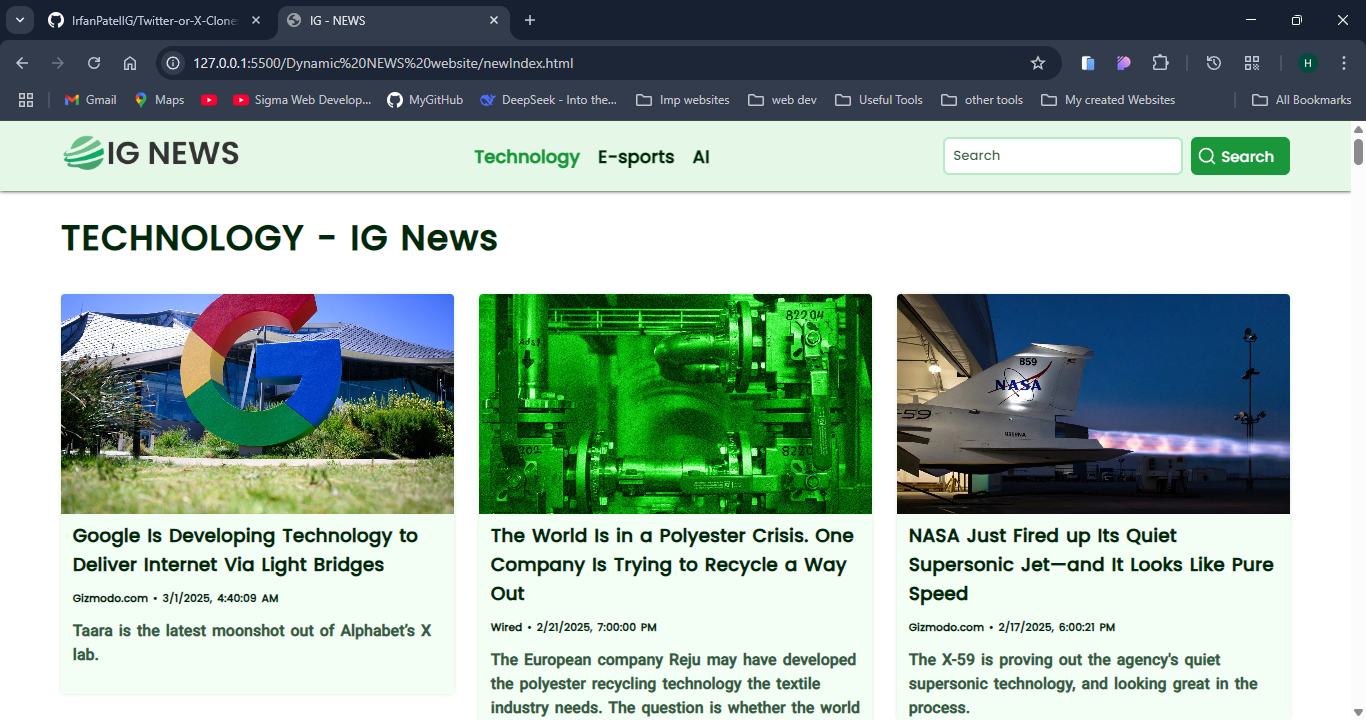 IrfanPatelIG/Twitter-or-X-Clone
IG - NEWS
127.0.0.1:5500/Dynamic%20NEWS%20website/newIndex.html
H
Gmail
Maps
Sigma Web Develop...
MyGitHub
DeepSeek - Into the...
Imp websites
web dev
Useful Tools
other tools
My created Websites
All Bookmarks
IG NEWS
Technology
E-sports
AI
Search
Search
TECHNOLOGY - IG News
82204
8220
859
NASA
-59
Google Is Developing Technology to
Deliver Internet Via Light Bridges
Gizmodo.com • 3/1/2025, 4:40:09 AM
Taara is the latest moonshot out of Alphabet's X
lab.
The World Is in a Polyester Crisis. One
Company Is Trying to Recycle a Way
Out
Wired • 2/21/2025, 7:00:00 PM
The European company Reju may have developed
the polyester recycling technology the textile
industry needs. The question is whether the world
NASA Just Fired up Its Quiet
Supersonic Jet—and It Looks Like Pure
Speed
Gizmodo.com • 2/17/2025, 6:00:21 PM
The X-59 is proving out the agency's quiet
supersonic technology, and looking great in the
process.